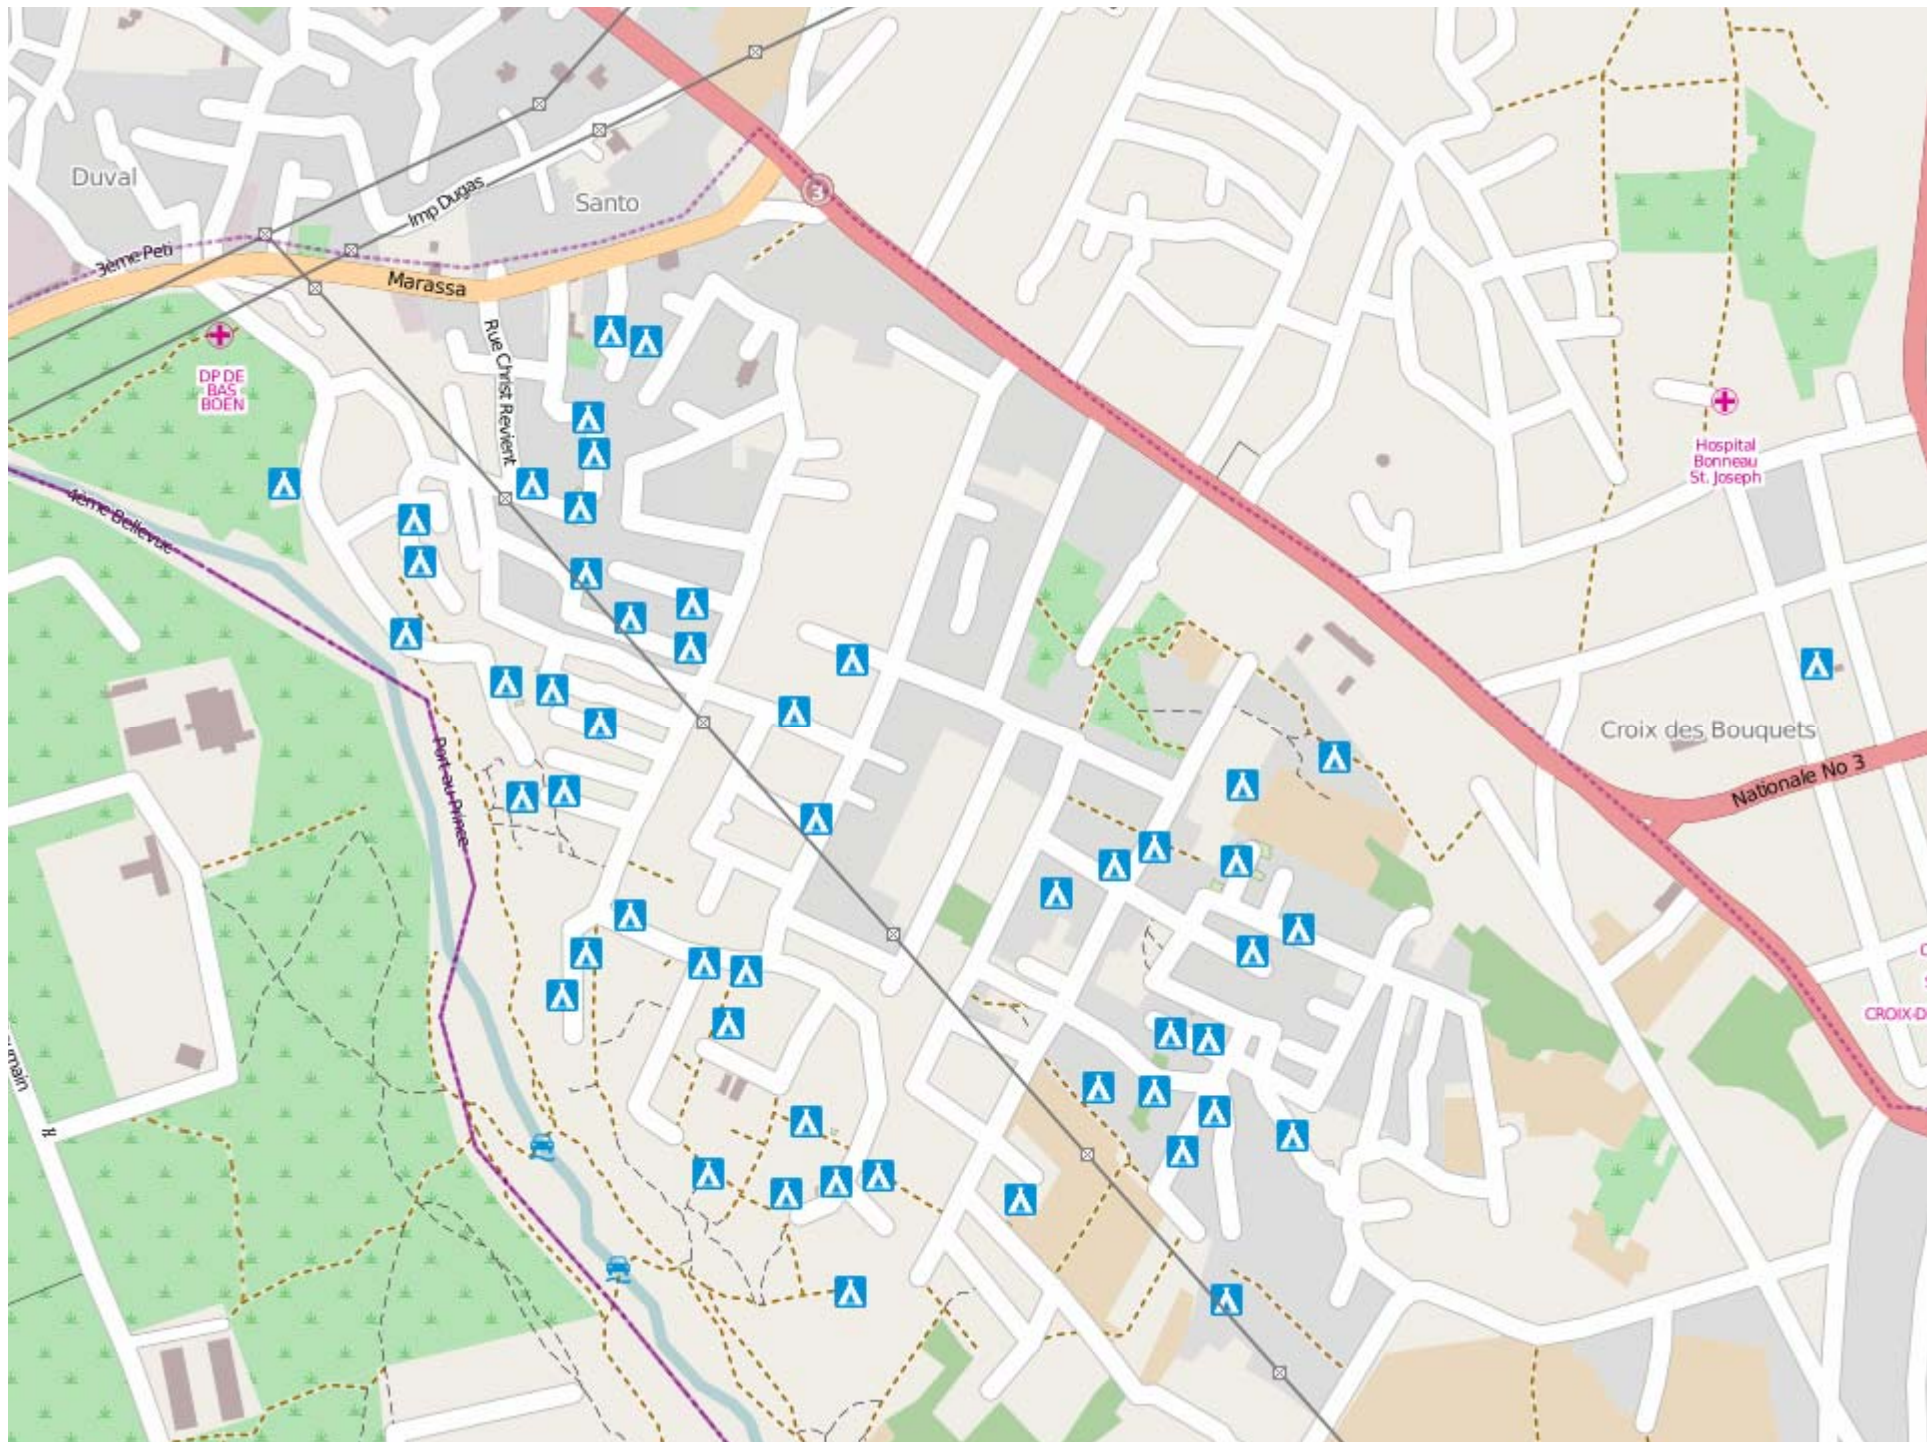 Duval
Santo
3
Imp Dugas
3ème Peti
Marassa
Rue Christ Revient
DP DE
BAS
BOEN
4ème Bellevue
Hospital
Bonneau
St. Joseph
Port-au-Prince
Croix des Bouquets
Nationale No 3
CROIX-D